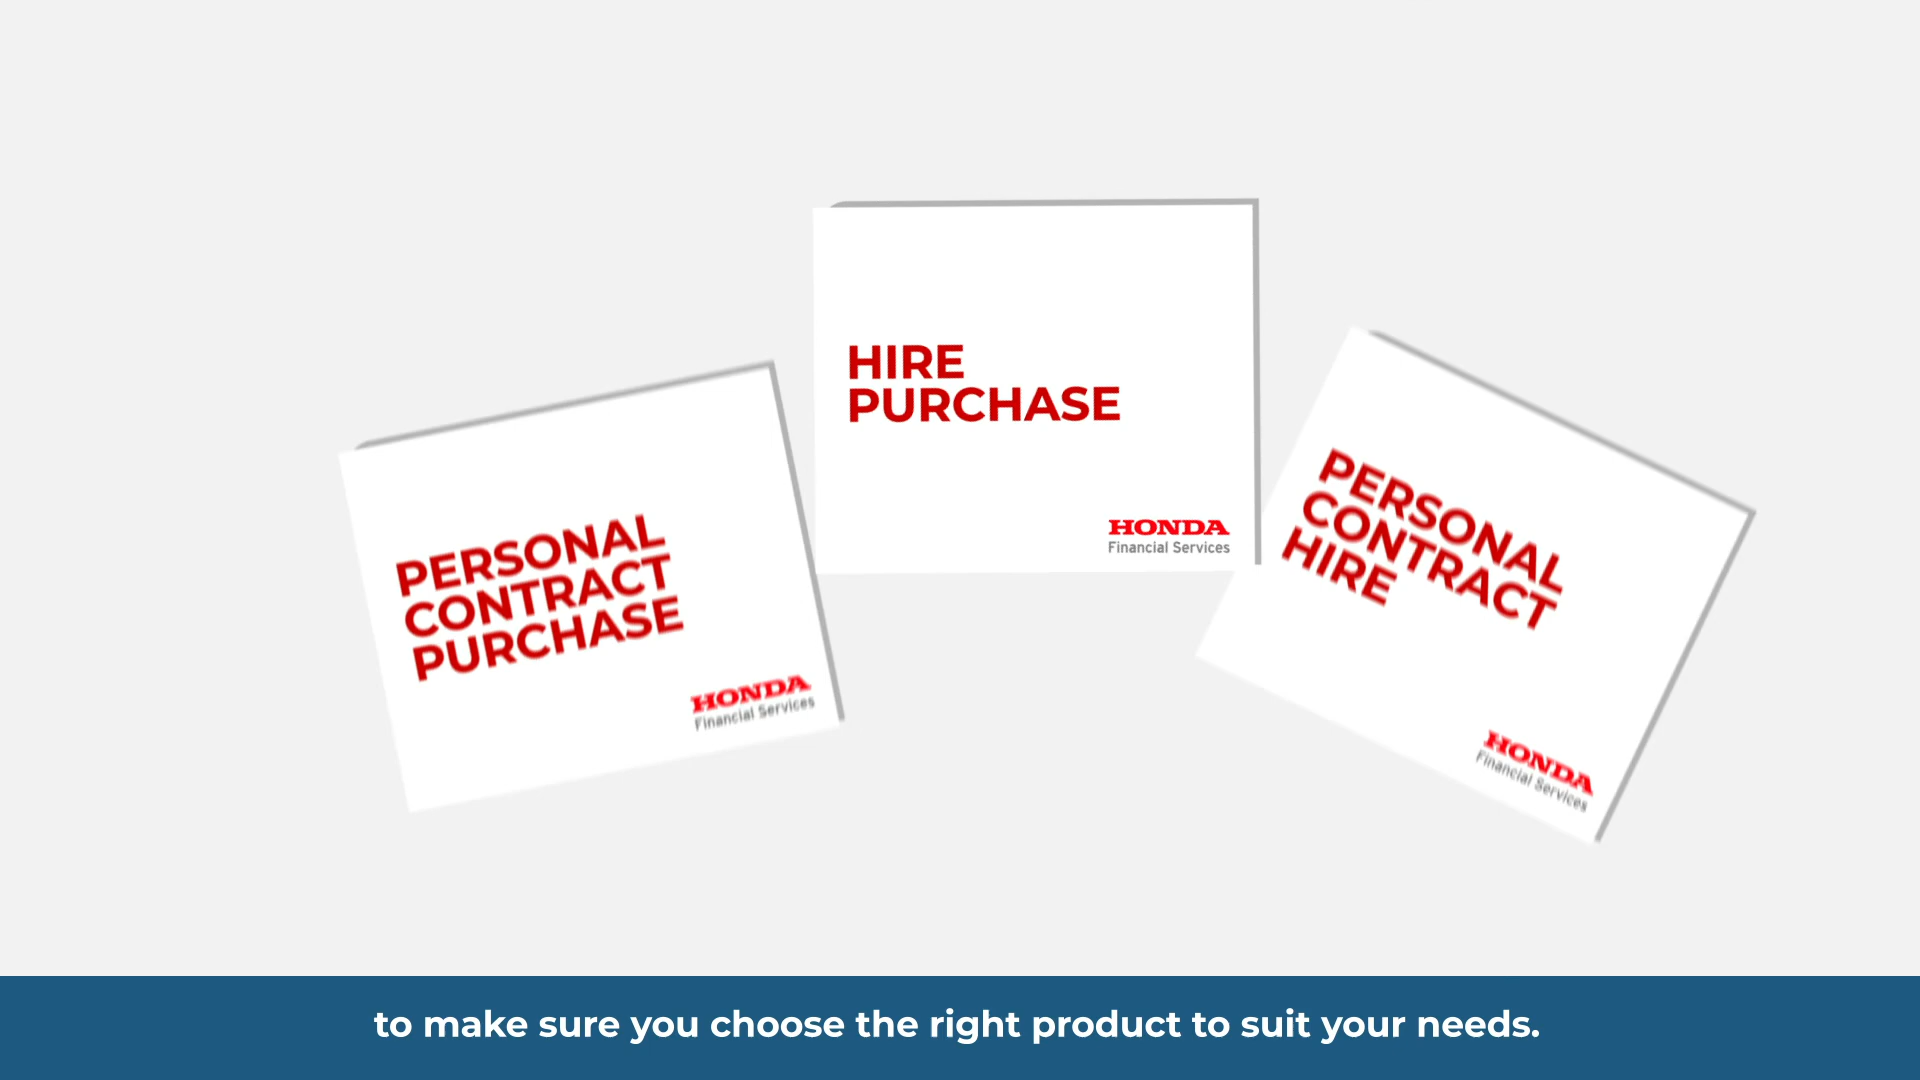 PERSONAL
CONTRACT
PURCHASE
HONDA
Financial Services
HIRE
PURCHASE
HONDA
Financial Services
PERSONAL
CONTRACT
HIRE
HONDA
Financial Services
to make sure you choose the right product to suit your needs.